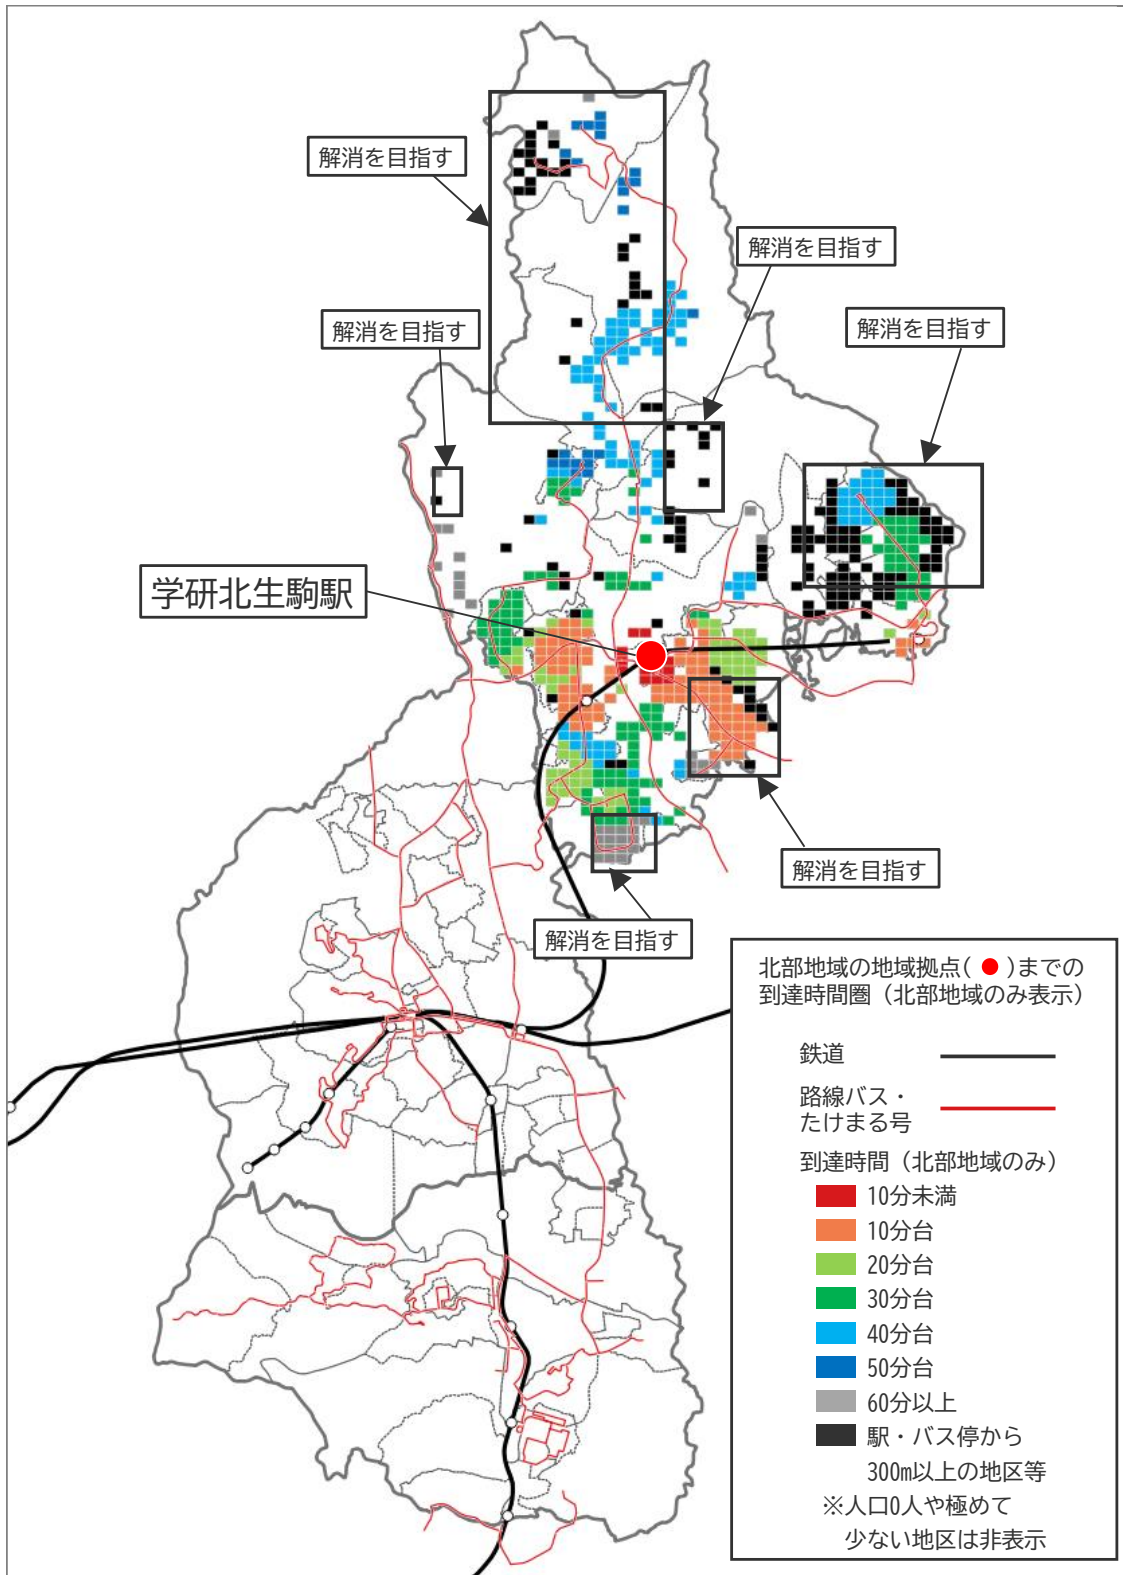 解消を目指す
解消を目指す
解消を目指す
解消を目指す
学研北生駒駅
解消を目指す
解消を目指す
北部地域の地域拠点(●)までの
到達時間圏（北部地域のみ表示）
鉄道
路線バス・
たけまる号
到達時間（北部地域のみ）
10分未満
10分台
20分台
30分台
40分台
50分台
60分以上
駅・バス停から
300m以上の地区等
※人口0人や極めて
少ない地区は非表示